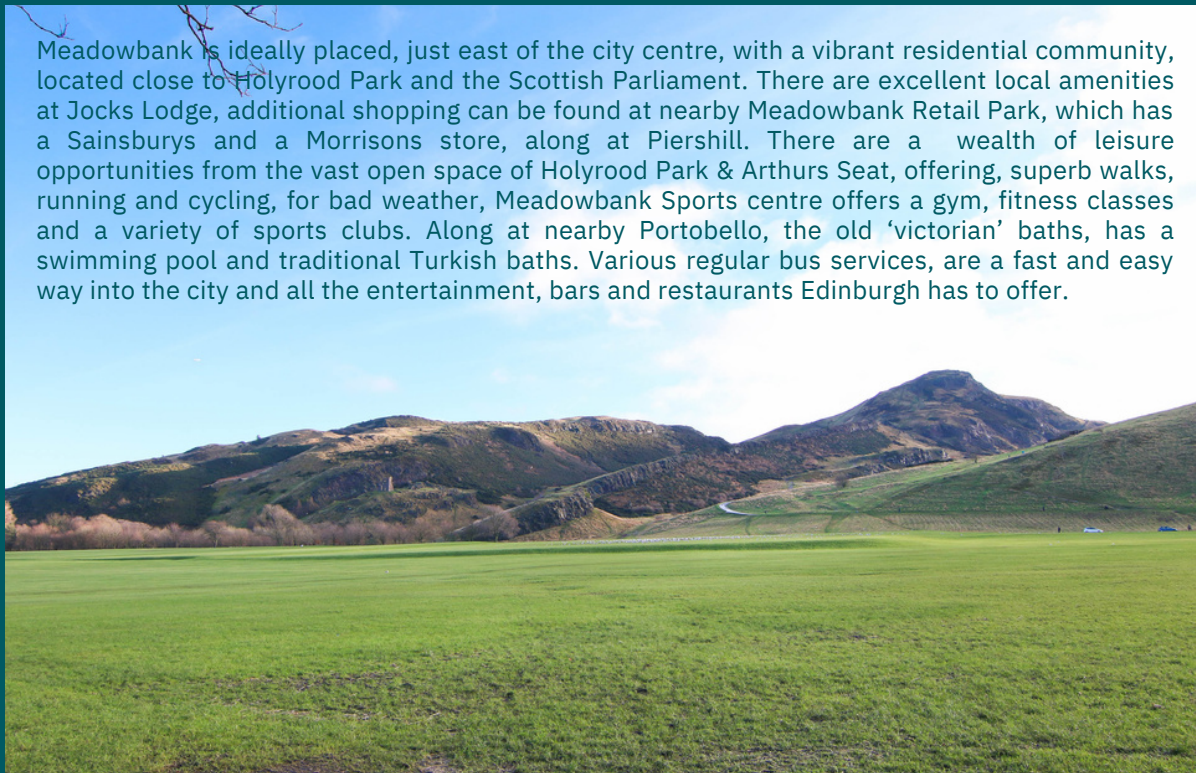 Meadowbank is ideally placed, just east of the city centre, with a vibrant residential community,
located close to Holyrood Park and the Scottish Parliament. There are excellent local amenities
at Jocks Lodge, additional shopping can be found at nearby Meadowbank Retail Park, which has
a Sainsburys and a Morrisons store, along at Piershill. There are a  wealth of leisure
opportunities from the vast open space of Holyrood Park & Arthurs Seat, offering, superb walks,
running and cycling, for bad weather, Meadowbank Sports centre offers a gym, fitness classes
and a variety of sports clubs. Along at nearby Portobello, the old ‘victorian’ baths, has a
swimming pool and traditional Turkish baths. Various regular bus services, are a fast and easy
way into the city and all the entertainment, bars and restaurants Edinburgh has to offer.